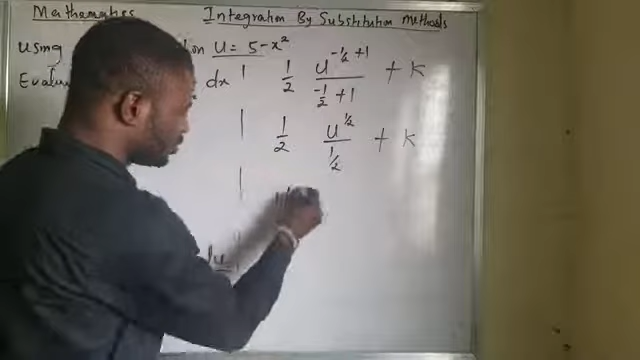 Mathematics Integration By Substitution Methods
Using U = 5-x²
dx | 1/2 U^(-1/2 +1)/(-1/2 +1) + K
| 1/2 U^(1/2)/(1/2) + K
|
du